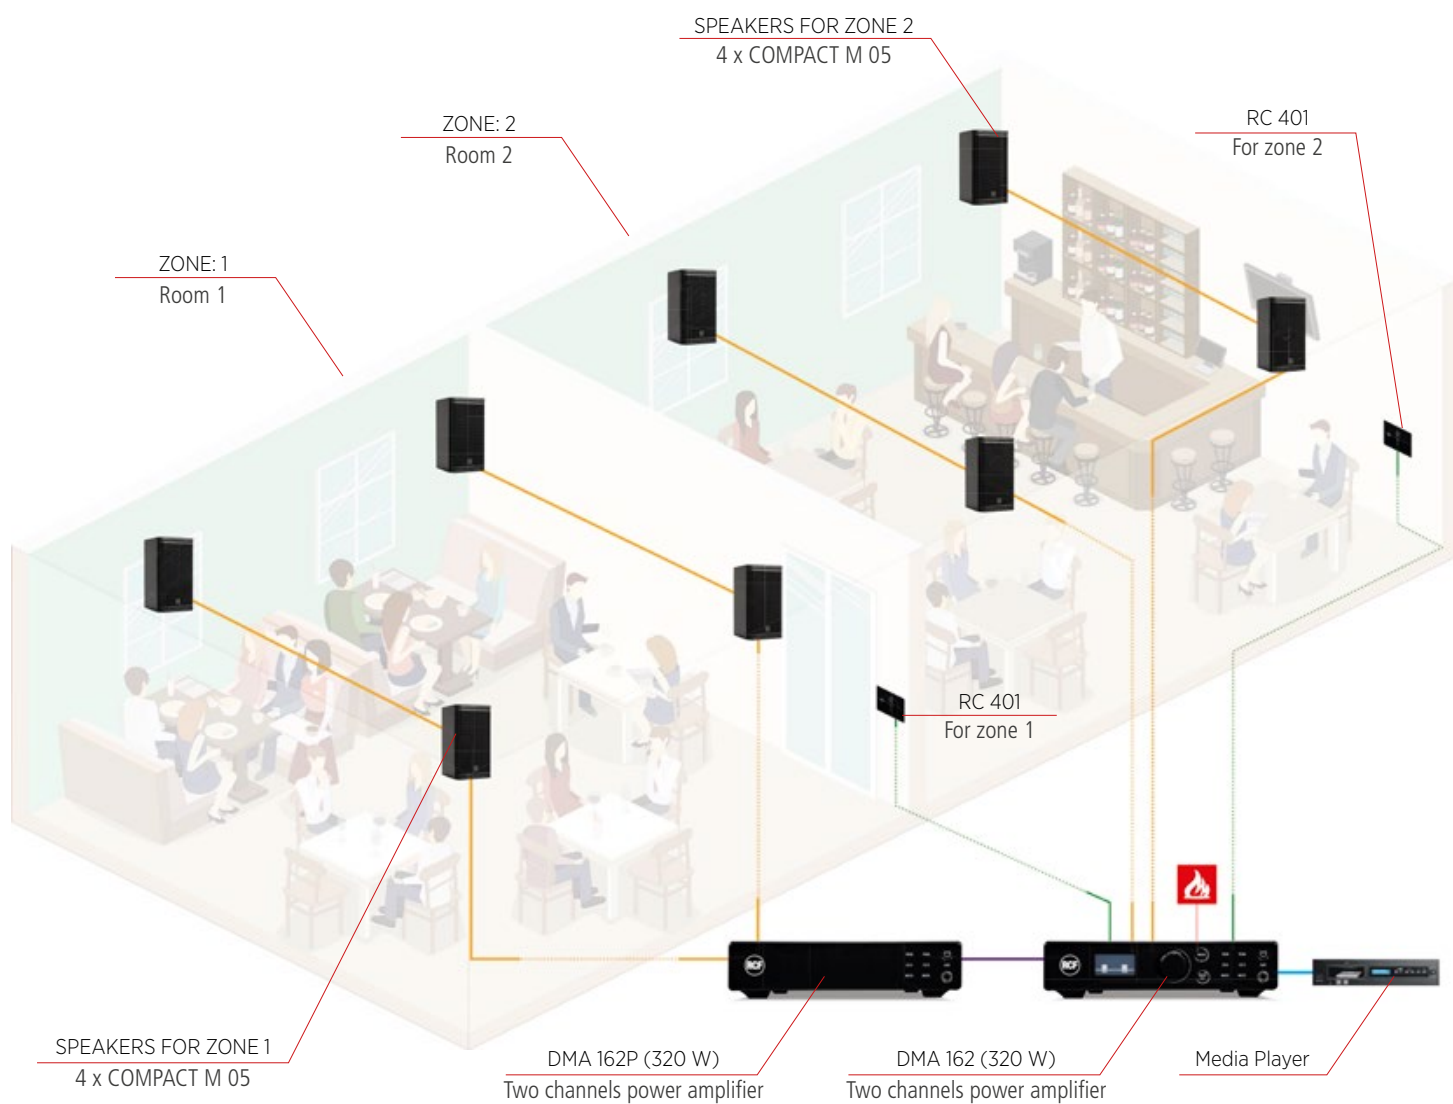 SPEAKERS FOR ZONE 2
4 x COMPACT M 05
RC 401
For zone 2
ZONE: 2
Room 2
ZONE: 1
Room 1
RC 401
For zone 1
RCF
RCF
SPEAKERS FOR ZONE 1
4 x COMPACT M 05
DMA 162P (320 W)
Two channels power amplifier
DMA 162 (320 W)
Two channels power amplifier
Media Player